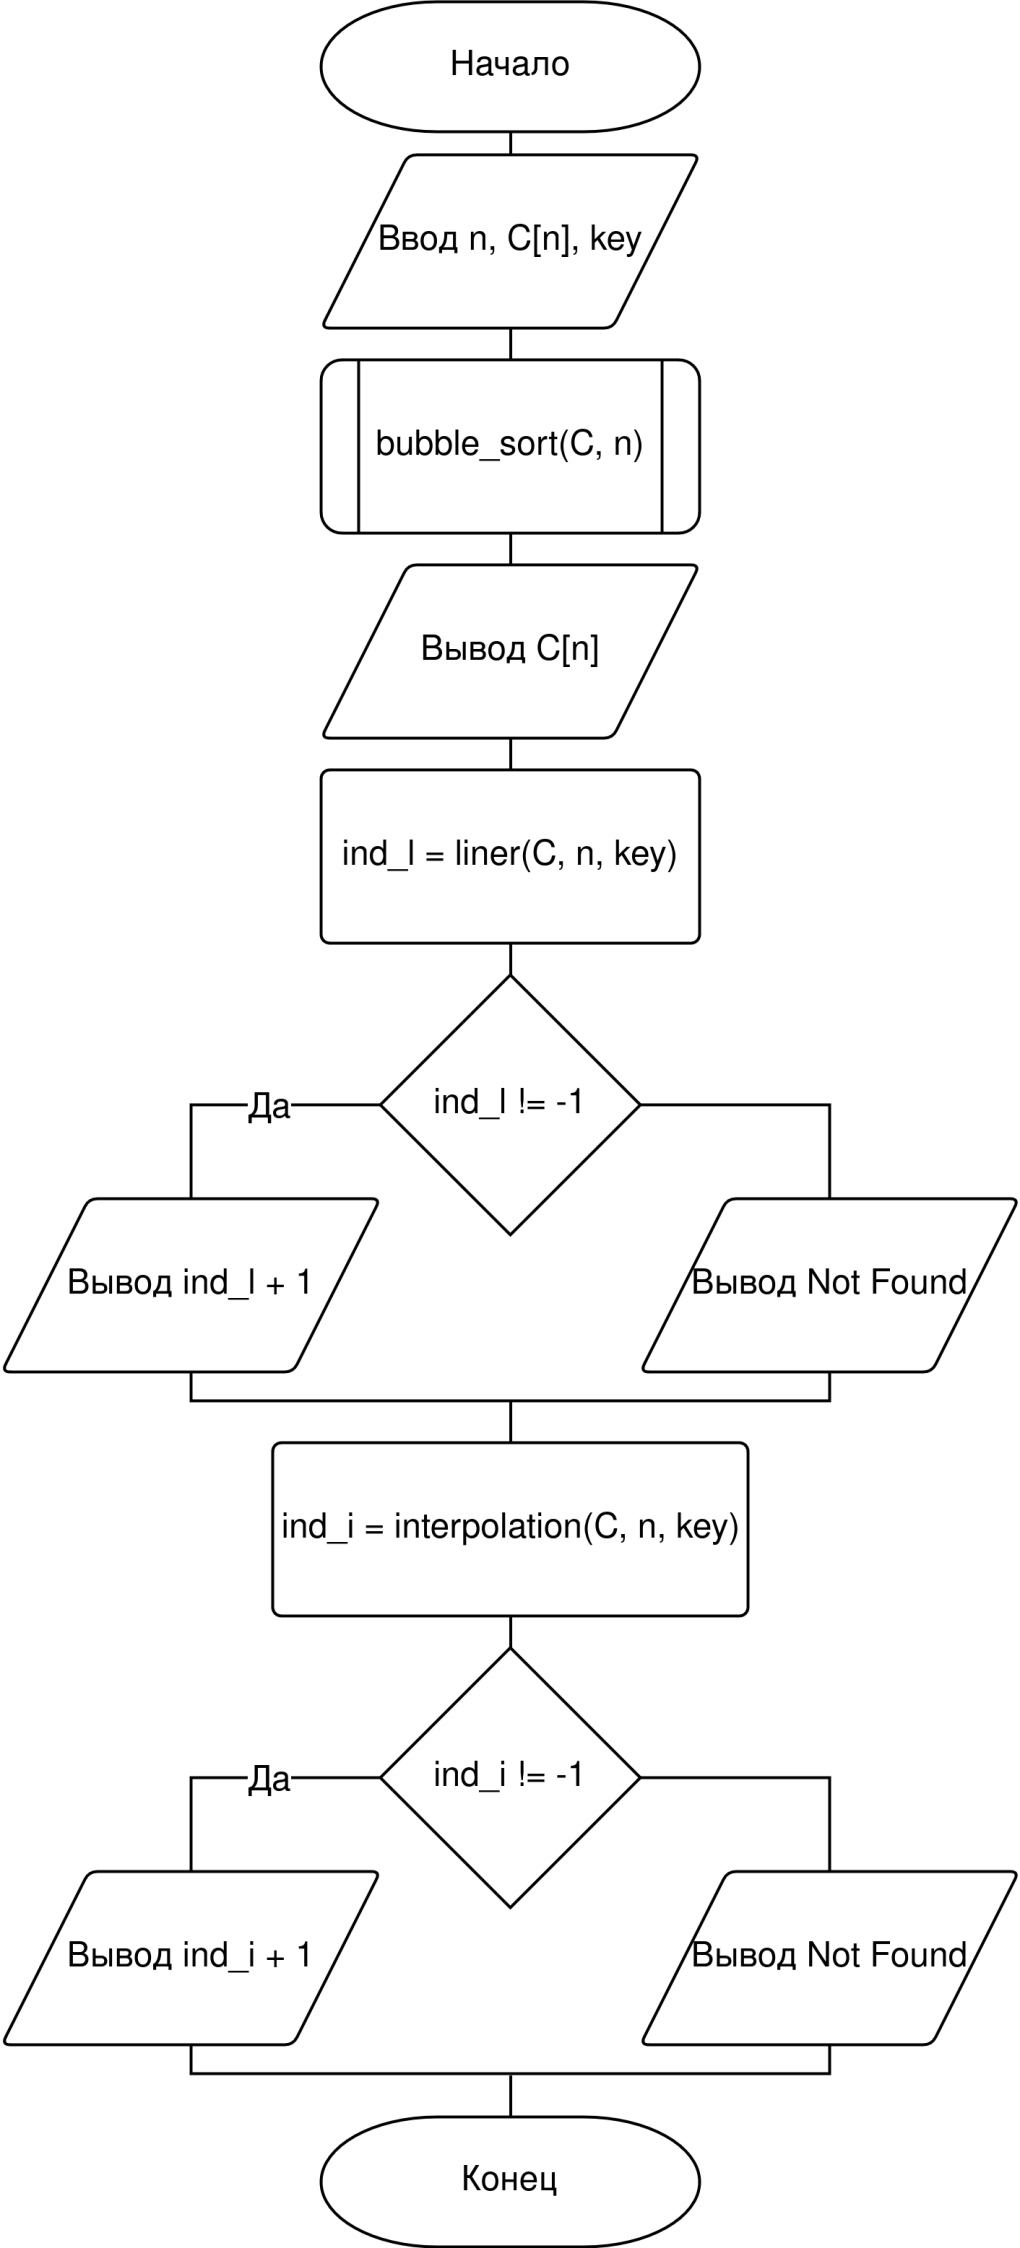 Начало
Ввод n, C[n], key
bubble_sort(C, n)
Вывод C[n]
ind_l = liner(C, n, key)
ind_l != -1
Да
Вывод ind_l + 1
Вывод Not Found
ind_i = interpolation(C, n, key)
ind_i != -1
Да
Вывод ind_i + 1
Вывод Not Found
Конец